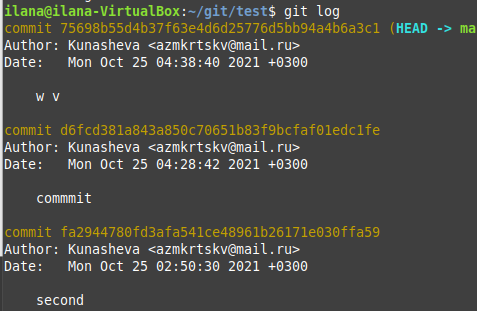 ilana@ilana-VirtualBox:~/git/test$ git log
commit 75698b55d4b37f63e4d6d25776d5bb94a4b6a3c1 (HEAD -> ma
Author: Kunasheva <azmkrtskv@mail.ru>
Date:   Mon Oct 25 04:38:40 2021 +0300
w v
commit d6fcd381a843a850c70651b83f9bcfaf01edc1fe
Author: Kunasheva <azmkrtskv@mail.ru>
Date:   Mon Oct 25 04:28:42 2021 +0300
commmit
commit fa2944780fd3afa541ce48961b26171e030ffa59
Author: Kunasheva <azmkrtskv@mail.ru>
Date:   Mon Oct 25 02:50:30 2021 +0300
second